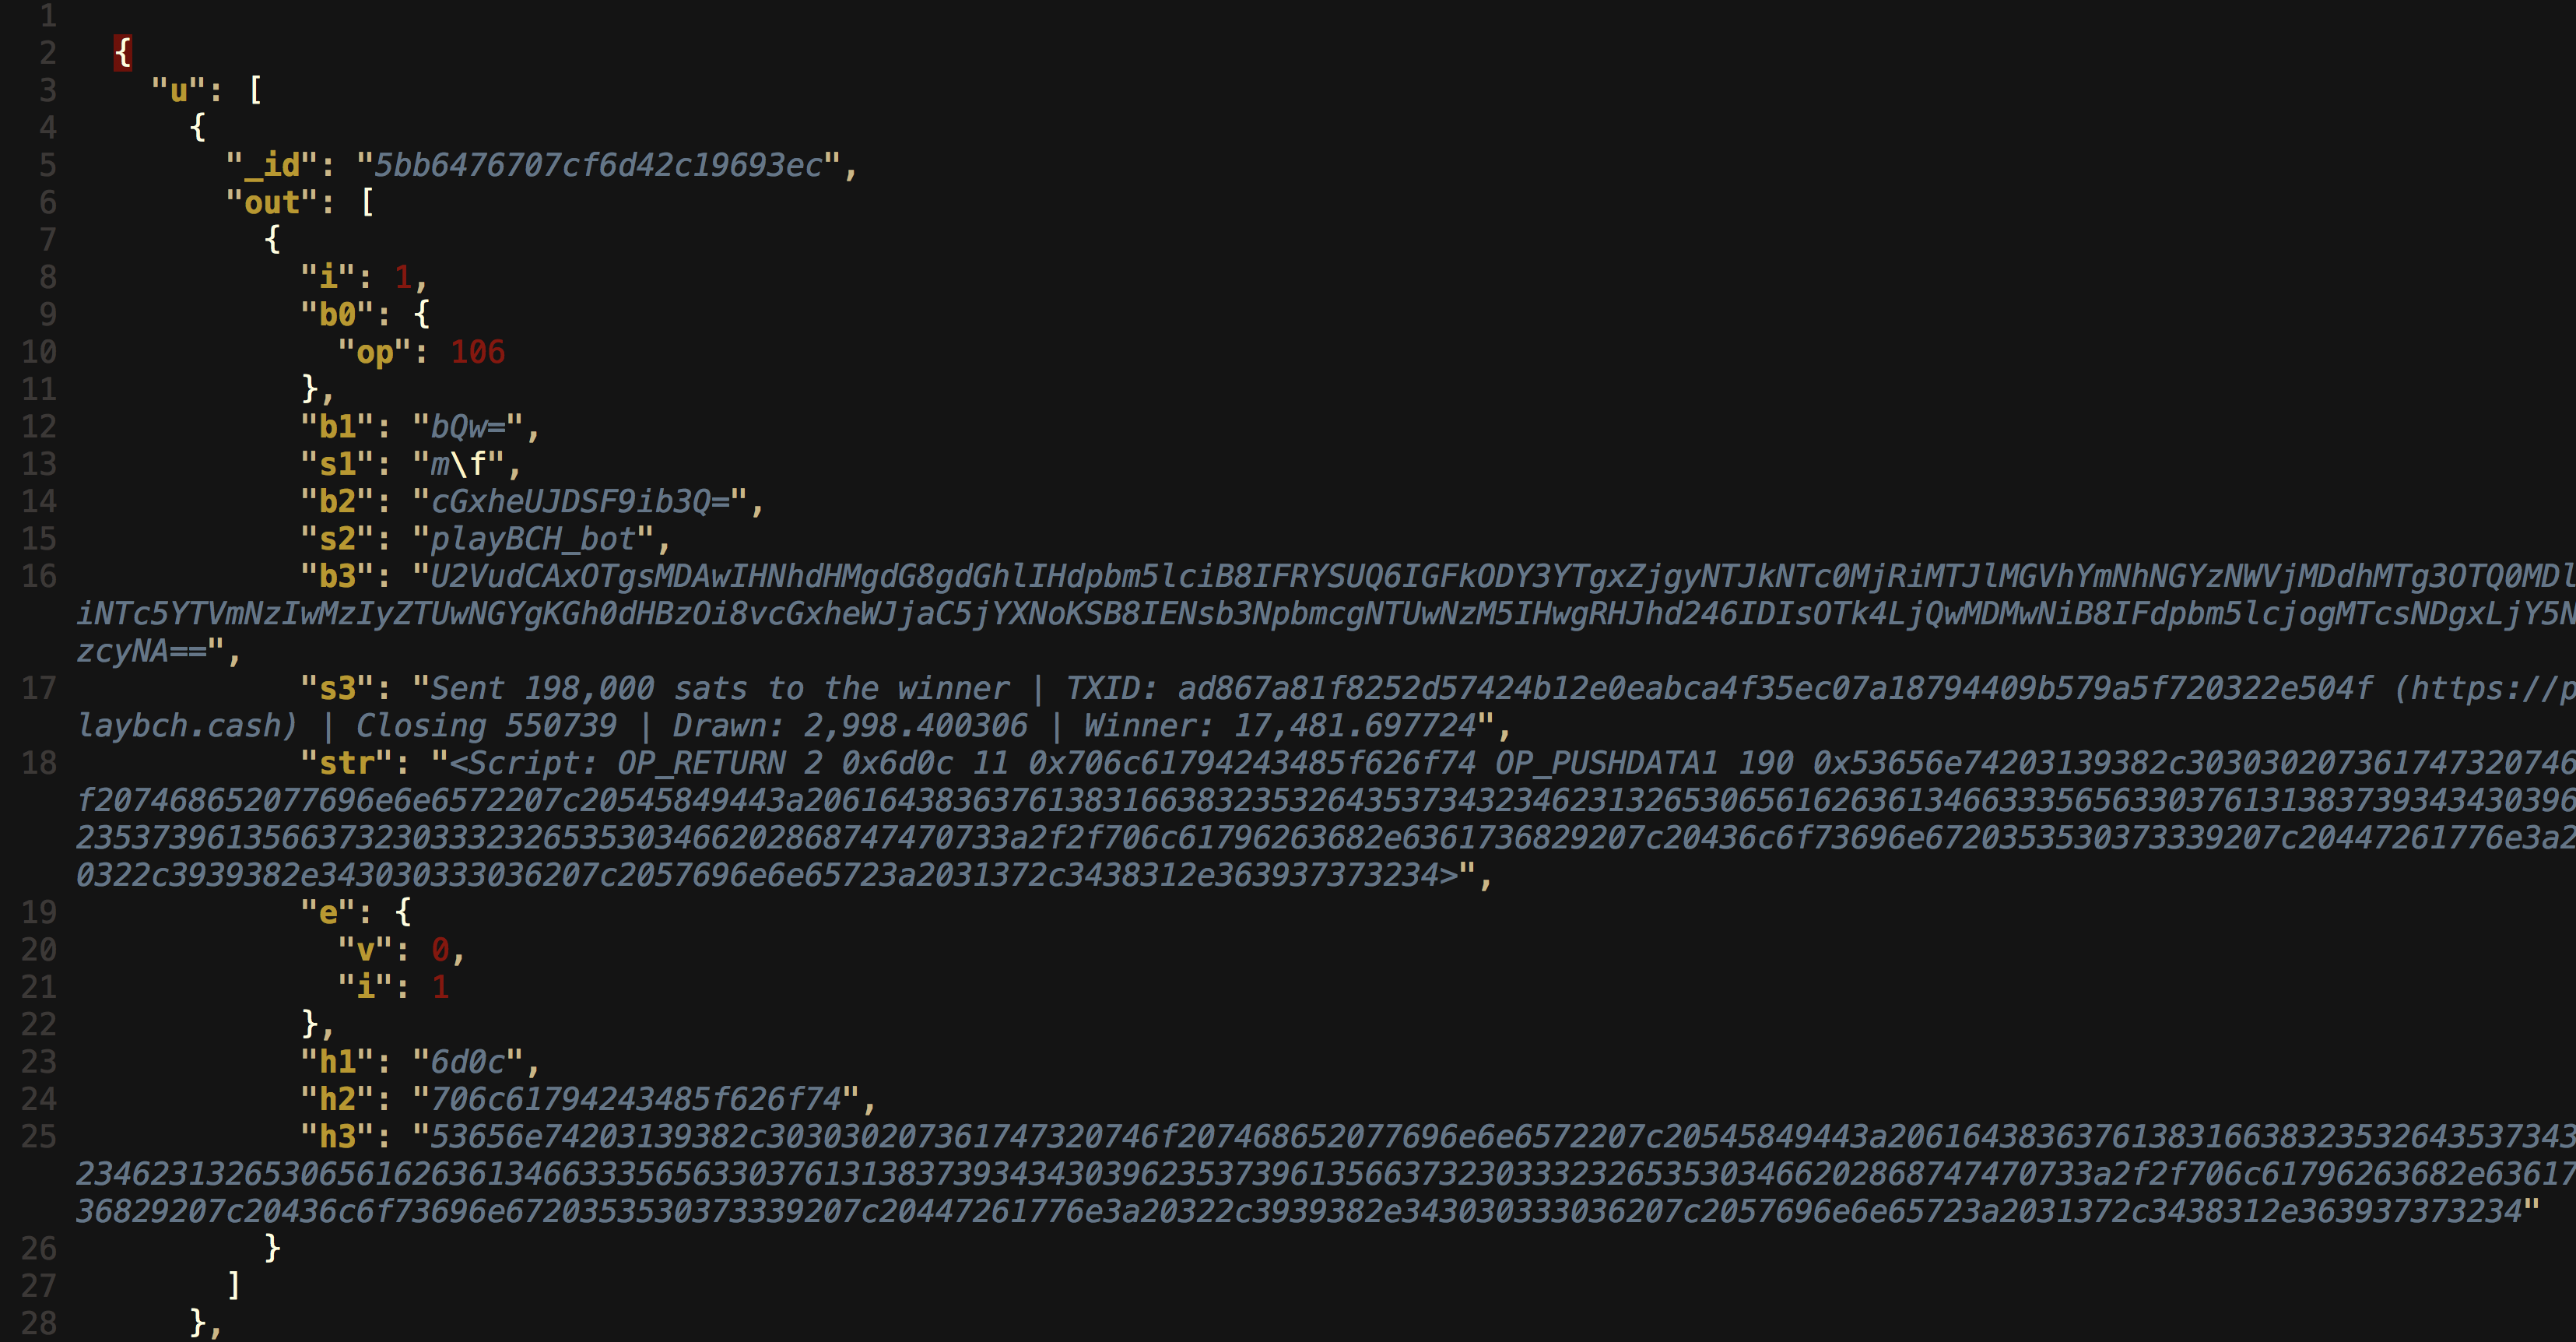 1
2 {
3 "u": [
4 {
5 "_id": "5bb6476707cf6d42c19693ec",
6 "out": [
7 {
8 "i": 1,
9 "b0": {
10 "op": 106
11 },
12 "b1": "bQw=",
13 "s1": "m\f",
14 "b2": "cGxheUJDSF9ib3Q=",
15 "s2": "playBCH_bot",
16 "b3": "U2VudCAxOTgsMDAwIHNhdHMgdG8gdGhlIHdpbm5lciB8IFRYSUQ6IGFkODY3YTgxZjgyNTJkNTc0MjRiMTJlMGVhYmNhNGYzNWVjMDdhMTg3OTQ0MDl
iNTc5YTVmNzIwMzIyZTUwNGYgKGh0dHBzOi8vcGxheWJjaC5jYXNoKSB8IENsb3NpbmcgNTUwNzM5IHwgRHJhd246IDIsOTk4LjQwMDMwNiB8IFdpbm5lcjogMTcsNDgxLjY5N
zcyNA==",
17 "s3": "Sent 198,000 sats to the winner | TXID: ad867a81f8252d57424b12e0eabca4f35ec07a18794409b579a5f720322e504f (https://p
laybch.cash) | Closing 550739 | Drawn: 2,998.400306 | Winner: 17,481.697724",
18 "str": "<Script: OP_RETURN 2 0x6d0c 11 0x706c61794243485f626f74 OP_PUSHDATA1 190 0x53656e74203139382c303030207361747320746
f207468652077696e6e6572207c20545849443a20616438363761383166383235326435373432346231326530656162636134663335656330376131383739343430396
23537396135663732303332326535303466202868747470733a2f2f706c61796263682e6361736829207c20436c6f73696e6720353530373339207c20447261776e3a2
0322c3939382e343030333036207c2057696e6e65723a2031372c3438312e363937373234>",
19 "e": {
20 "v": 0,
21 "i": 1
22 },
23 "h1": "6d0c",
24 "h2": "706c61794243485f626f74",
25 "h3": "53656e74203139382c303030207361747320746f207468652077696e6e6572207c20545849443a2061643836376138316638323532643537343
234623132653065616263613466333565633037613138373934343039623537396135663732303332326535303466202868747470733a2f2f706c61796263682e63617
36829207c20436c6f73696e6720353530373339207c20447261776e3a20322c3939382e343030333036207c2057696e6e65723a2031372c3438312e363937373234"
26 }
27 ]
28 },